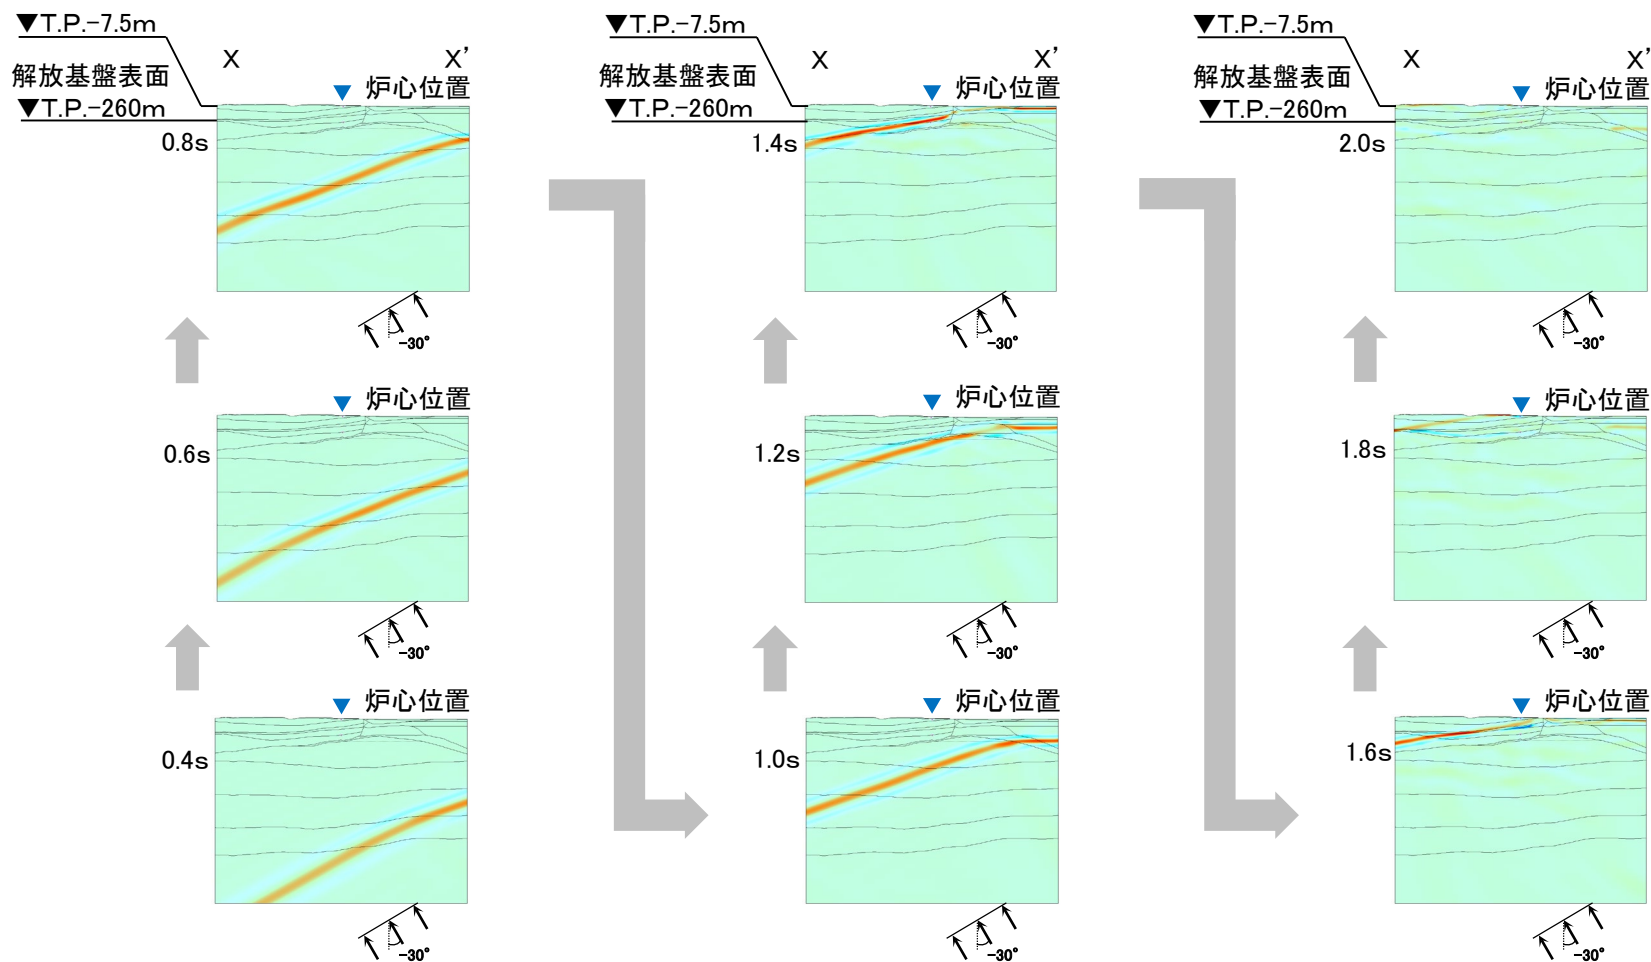 ▼T.P.-7.5m
X X'
解放基盤表面
▼T.P.-260m
▼ 炉心位置
0.8s
-30°
▼ 炉心位置
0.6s
-30°
▼ 炉心位置
0.4s
-30°
▼T.P.-7.5m
X X'
解放基盤表面
▼T.P.-260m
▼ 炉心位置
1.4s
-30°
▼ 炉心位置
1.2s
-30°
▼ 炉心位置
1.0s
-30°
▼T.P.-7.5m
X X'
解放基盤表面
▼T.P.-260m
▼ 炉心位置
2.0s
-30°
▼ 炉心位置
1.8s
-30°
▼ 炉心位置
1.6s
-30°